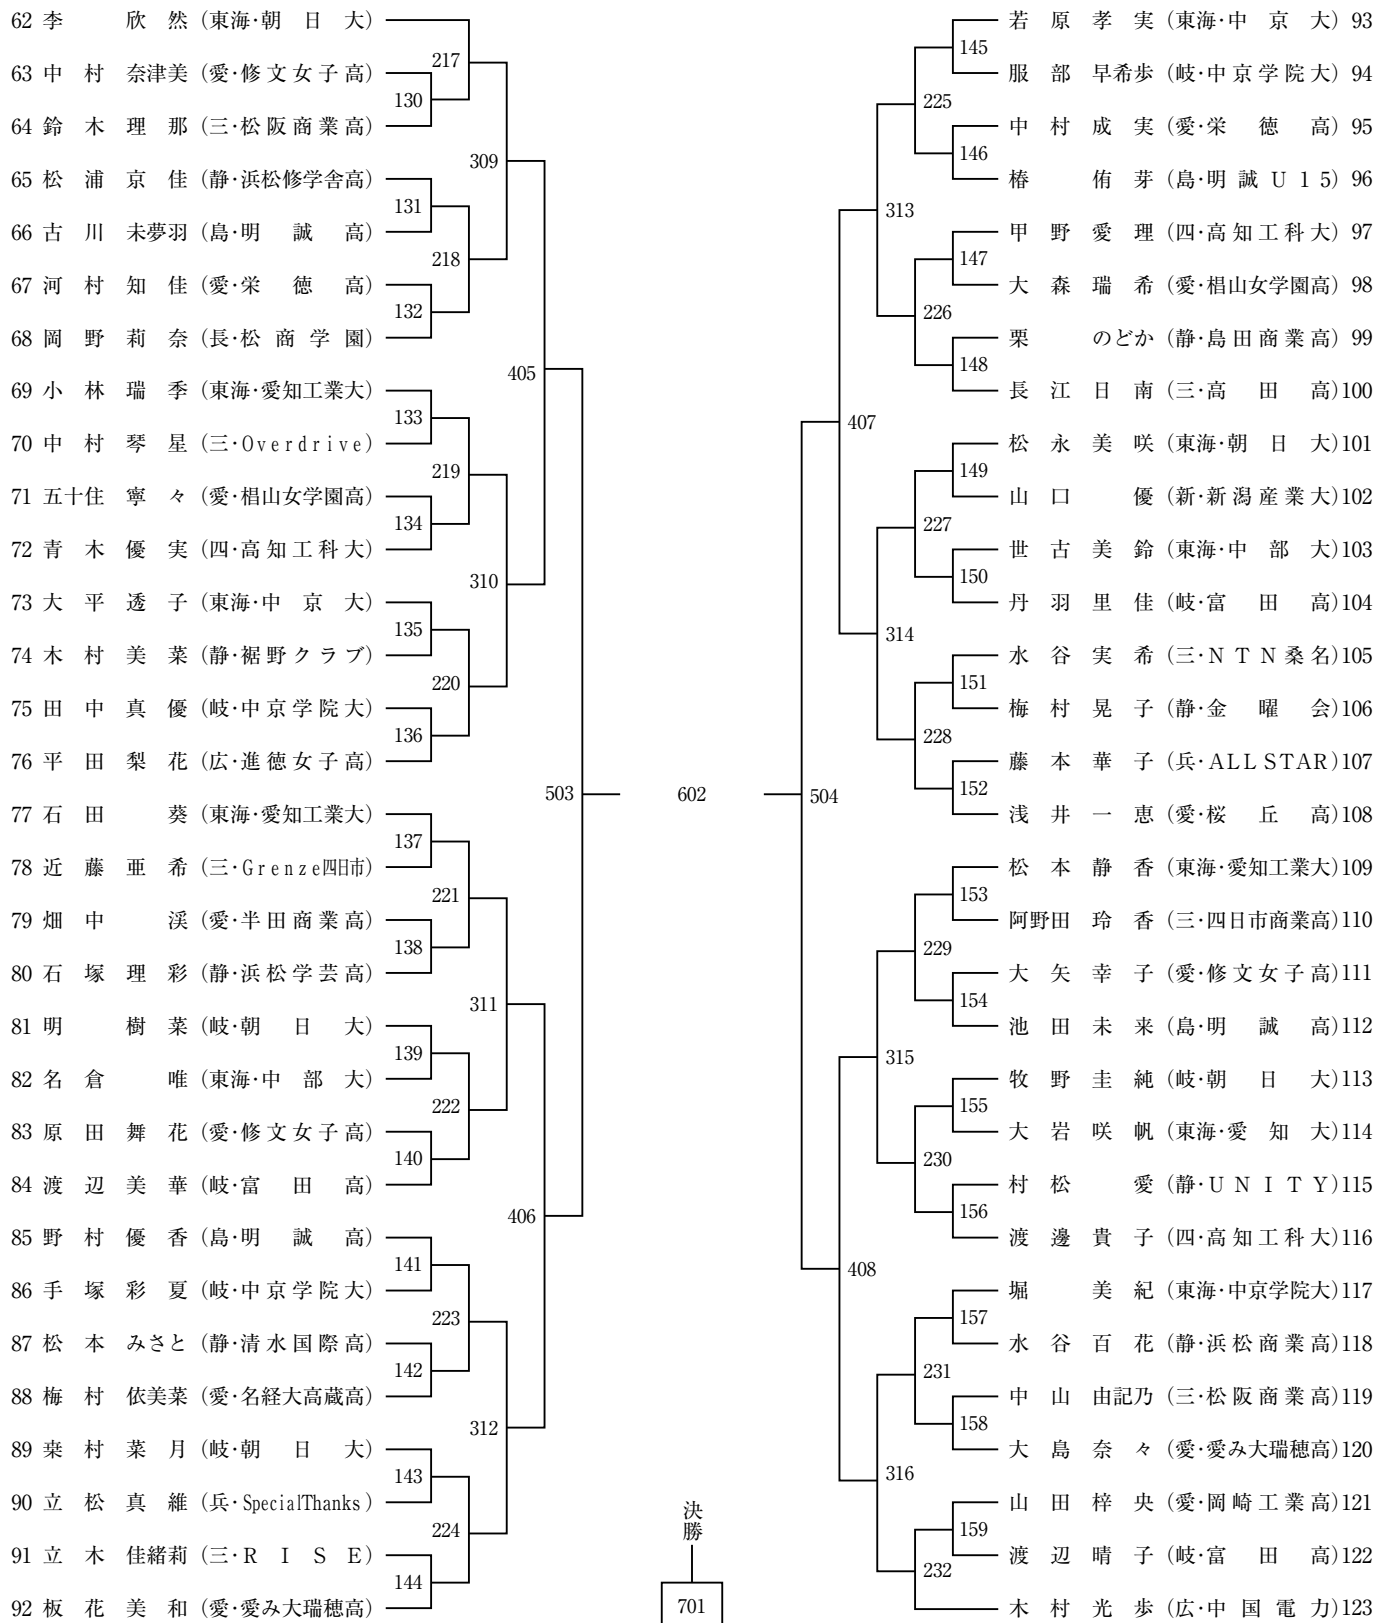 62 李 欣 然 (東海・朝 日 大)
63 中 村 奈津美 (愛・修文女子高)
64 鈴 木 理 那 (三・松阪商業高)
65 松 浦 京 佳 (静・浜松修学舎高)
66 古 川 未夢羽 (島・明 誠 高)
67 河 村 知 佳 (愛・栄 徳 高)
68 岡 野 莉 奈 (長・松商学園)
69 小 林 瑞 季 (東海・愛知工業大)
70 中 村 琴 星 (三・Overdrive)
71 五十住 寧 々 (愛・椙山女学園高)
72 青 木 優 実 (四・高知工科大)
73 大 平 透 子 (東海・中 京 大)
74 木 村 美 菜 (静・裾野クラブ)
75 田 中 真 優 (岐・中京学院大)
76 平 田 梨 花 (広・進徳女子高)
77 石 田 葵 (東海・愛知工業大)
78 近 藤 亜 希 (三・Grenze四日市)
79 畑 中 渓 (愛・半田商業高)
80 石 塚 理 彩 (静・浜松学芸高)
81 明 樹 菜 (岐・朝 日 大)
82 名 倉 唯 (東海・中 部 大)
83 原 田 舞 花 (愛・修文女子高)
84 渡 辺 美 華 (岐・富 田 高)
85 野 村 優 香 (島・明 誠 高)
86 手 塚 彩 夏 (岐・中京学院大)
87 松 本 みさと (静・清水国際高)
88 梅 村 依美菜 (愛・名経大高蔵高)
89 来 村 菜 月 (岐・朝 日 大)
90 立 松 真 維 (兵・SpecialThanks)
91 立 木 佳緒莉 (三・R I S E)
92 板 花 美 和 (愛・愛み大瑞穂高)
130
131
132
133
134
135
136
137
138
139
140
141
142
143
144
217
218
219
220
221
222
223
224
309
310
311
312
405
406
503
602
504
407
408
313
314
315
316
225
226
227
228
229
230
231
232
145
146
147
148
149
150
151
152
153
154
155
156
157
158
159
若 原 孝 実 (東海・中 京 大) 93
服 部 早希歩 (岐・中京学院大) 94
中 村 成 実 (愛・栄 徳 高) 95
椿 侑 芽 (島・明誠U15) 96
甲 野 愛 理 (四・高知工科大) 97
大 森 瑞 希 (愛・椙山女学園高) 98
栗 のどか (静・島田商業高) 99
長 江 日 南 (三・高 田 高)100
松 永 美 咲 (東海・朝 日 大)101
山 口 優 (新・新潟産業大)102
世 古 美 鈴 (東海・中 部 大)103
丹 羽 里 佳 (岐・富 田 高)104
水 谷 実 希 (三・NTN桑名)105
梅 村 晃 子 (静・金 曜 会)106
藤 本 華 子 (兵・ALL STAR)107
浅 井 一 恵 (愛・桜 丘 高)108
松 本 静 香 (東海・愛知工業大)109
阿野田 玲 香 (三・四日市商業高)110
大 矢 幸 子 (愛・修文女子高)111
池 田 未 来 (島・明 誠 高)112
牧 野 圭 純 (岐・朝 日 大)113
大 岩 咲 帆 (東海・愛 知 大)114
村 松 愛 (静・U N I T Y)115
渡 邊 貴 子 (四・高知工科大)116
堀 美 紀 (東海・中京学院大)117
水 谷 百 花 (静・浜松商業高)118
中 山 由記乃 (三・松阪商業高)119
大 島 奈 々 (愛・愛み大瑞穂高)120
山 田 梓 央 (愛・岡崎工業高)121
渡 辺 晴 子 (岐・富 田 高)122
木 村 光 歩 (広・中国電力)123
決勝
701